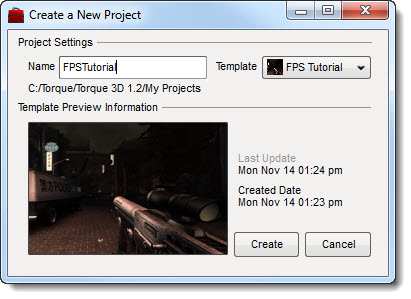 Create a New Project
Project Settings
Name FPSTutorial Template FPS Tutorial
C:/Torque/Torque 3D 1.2/My Projects
Template Preview Information
Last Update
Mon Nov 14 01:24 pm
Created Date
Mon Nov 14 01:23 pm
Create Cancel